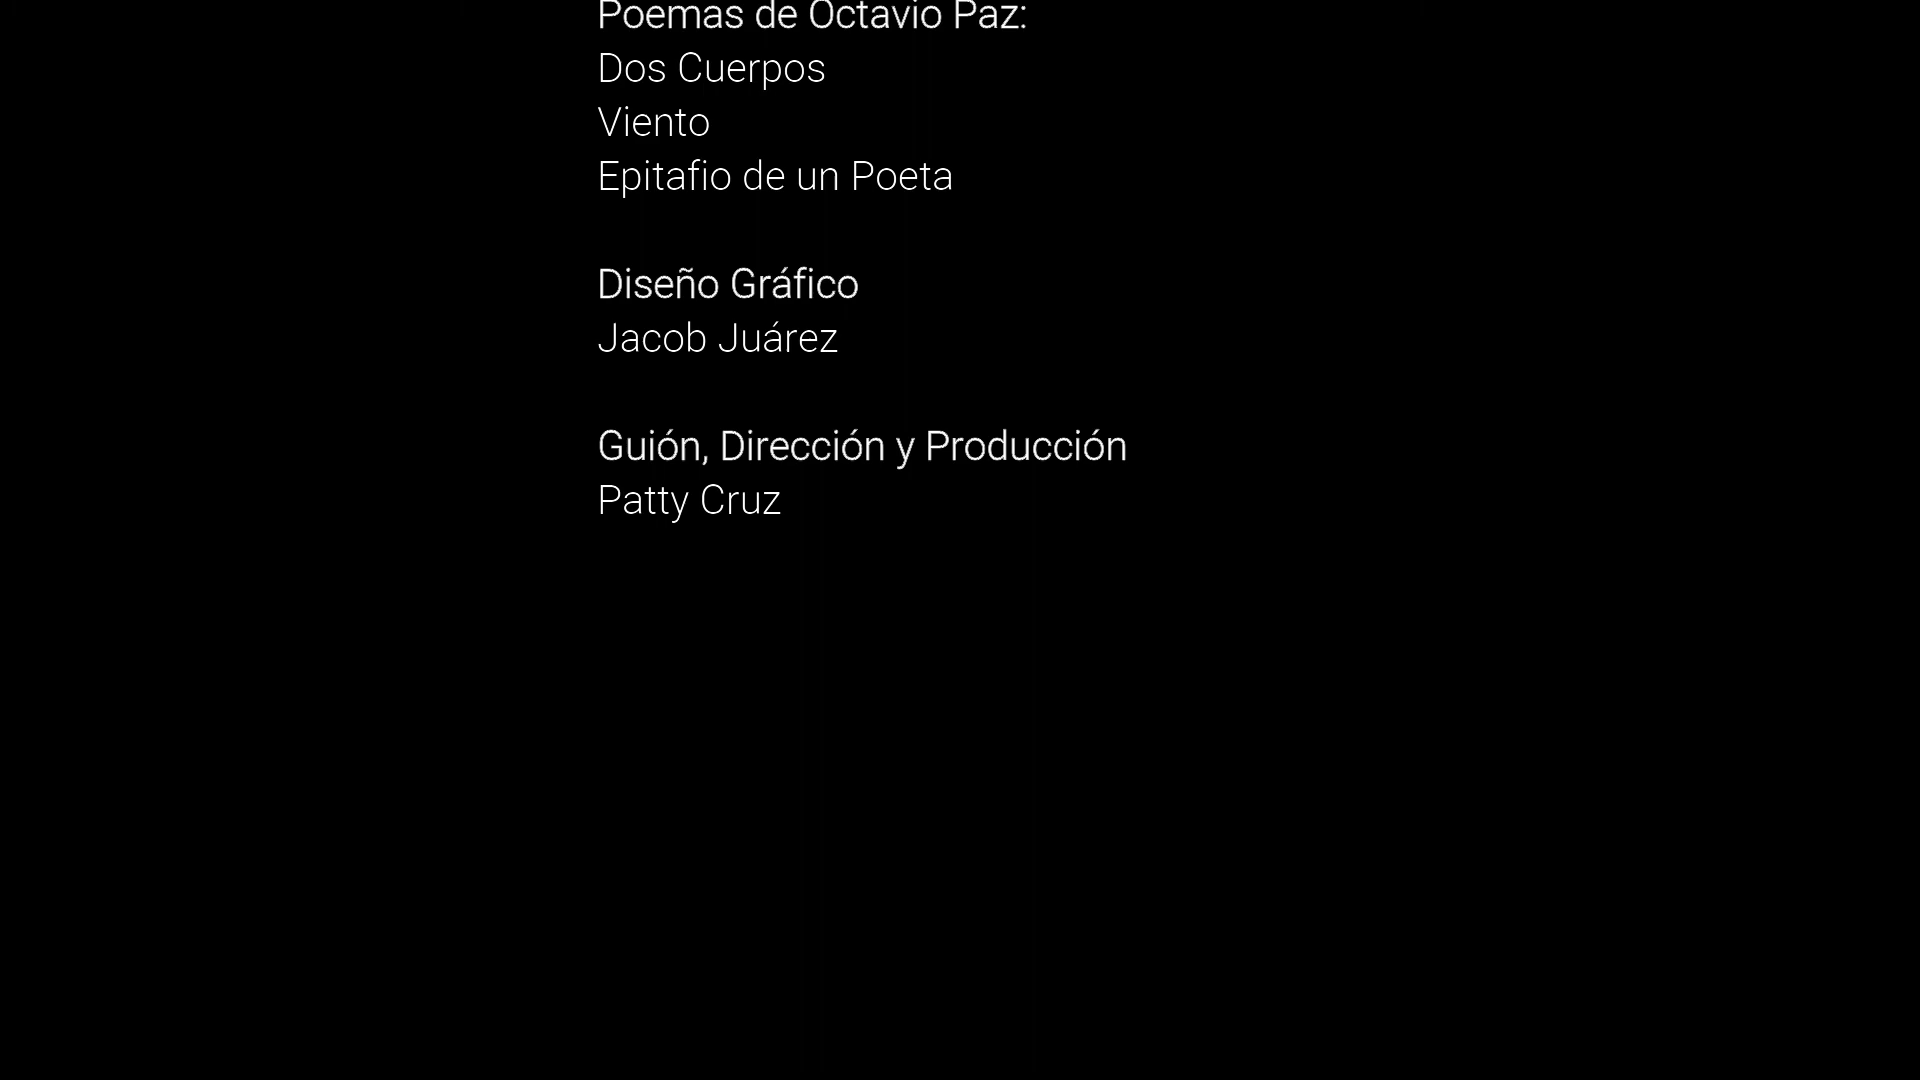 Poemas de Octavio Paz:
Dos Cuerpos
Viento
Epitafio de un Poeta
Diseño Gráfico
Jacob Juárez
Guión, Dirección y Producción
Patty Cruz